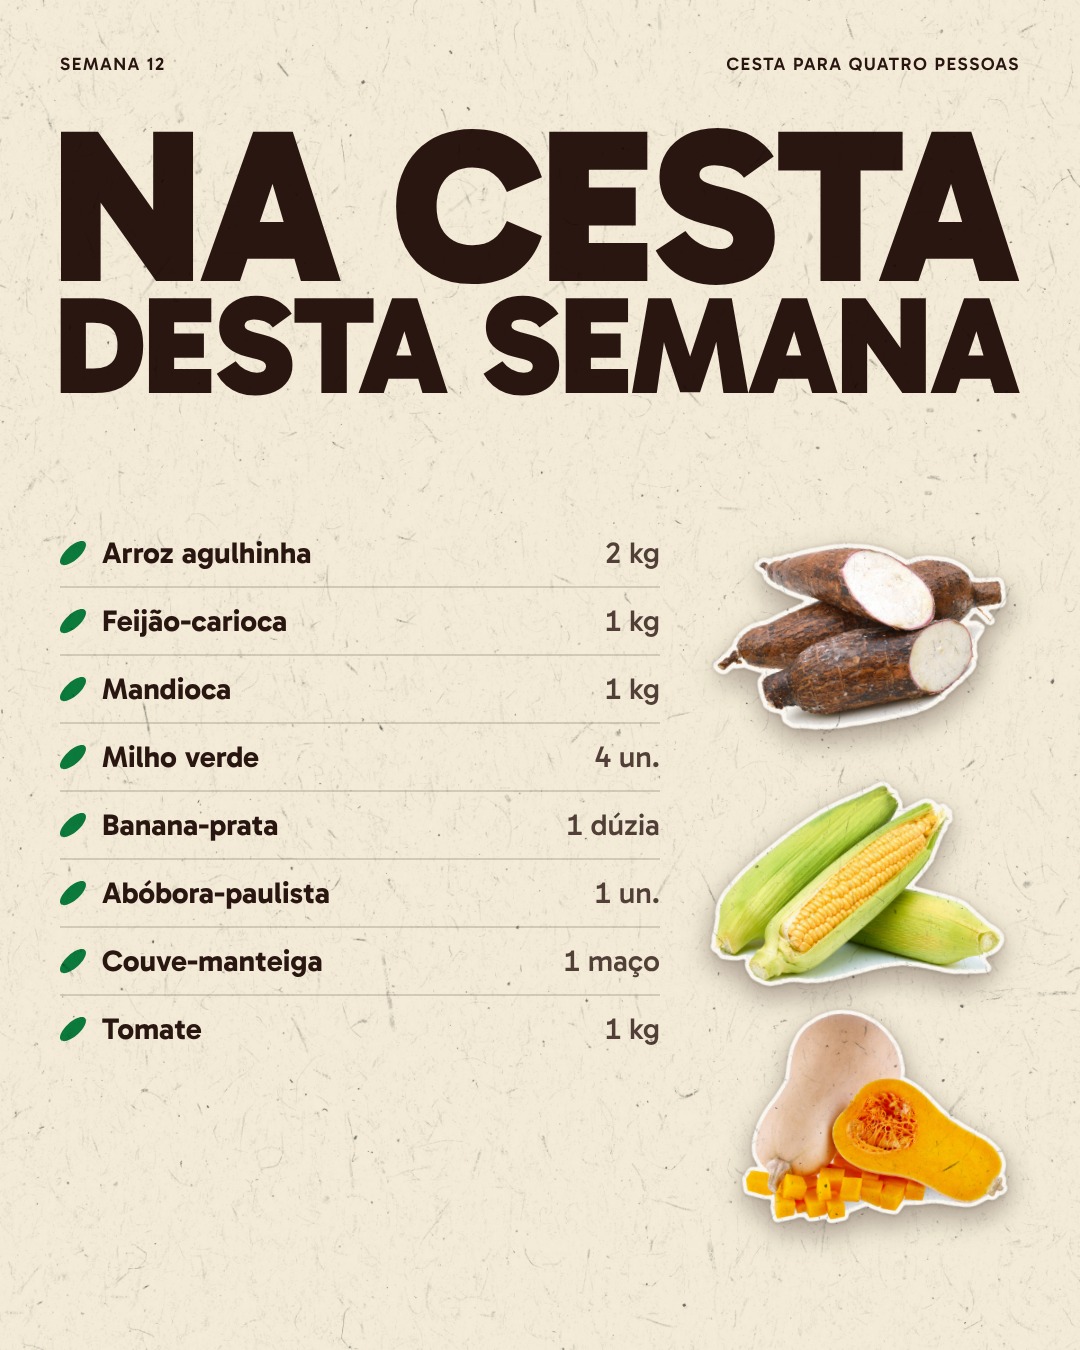 SEMANA 12
CESTA PARA QUATRO PESSOAS
NA CESTA
DESTA SEMANA
Arroz agulhinha 2 kg
Feijão-carioca 1 kg
Mandioca 1 kg
Milho verde 4 un.
Banana-prata 1 dúzia
Abóbora-paulista 1 un.
Couve-manteiga 1 maço
Tomate 1 kg